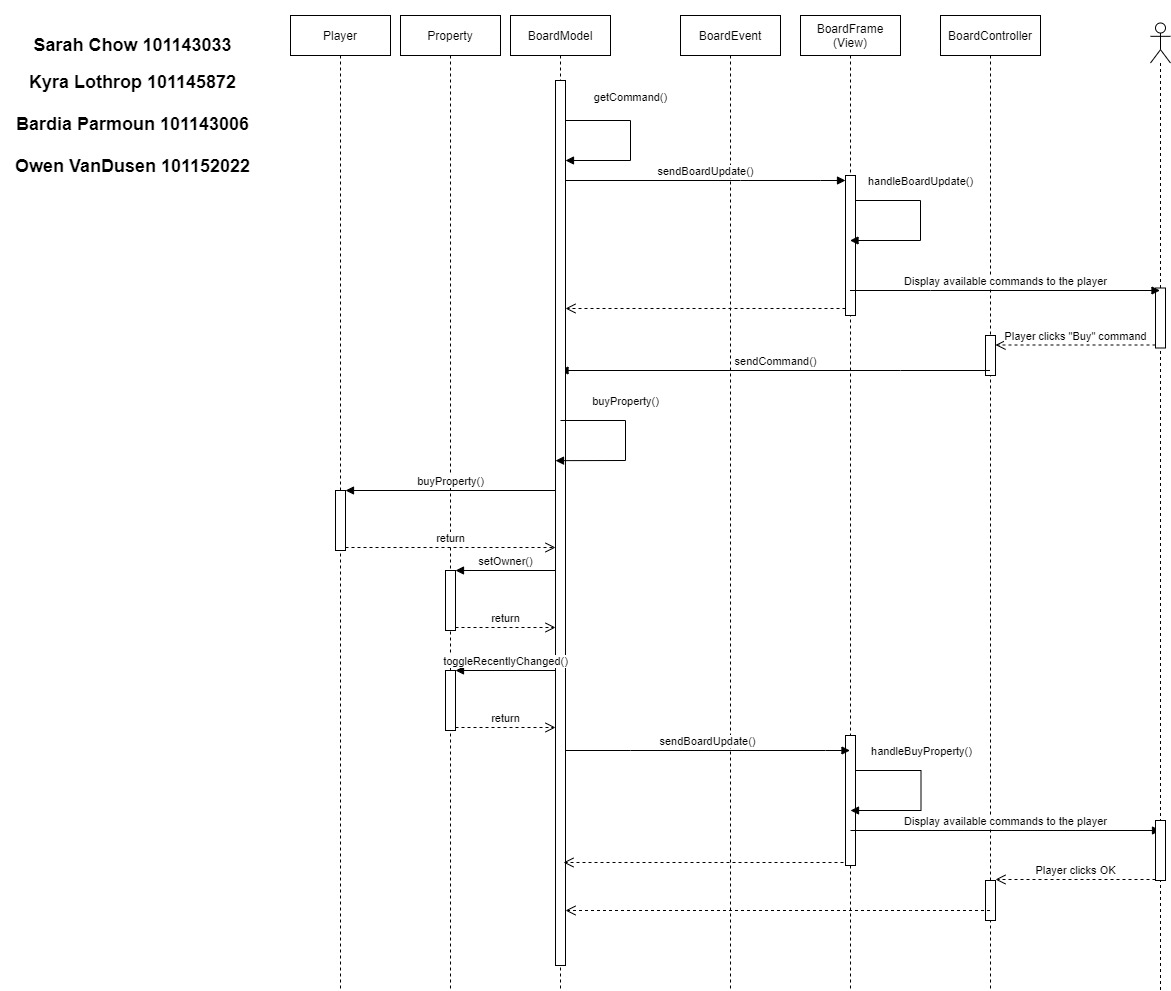 Sarah Chow 101143033
Kyra Lothrop 101145872
Bardia Parmoun 101143006
Owen VanDusen 101152022
Player
Property
BoardModel
BoardEvent
BoardFrame
(View)
BoardController
getCommand()
sendBoardUpdate()
handleBoardUpdate()
Display available commands to the player
Player clicks "Buy" command
sendCommand()
buyProperty()
buyProperty()
return
setOwner()
return
toggleRecentlyChanged()
return
sendBoardUpdate()
handleBuyProperty()
Display available commands to the player
Player clicks OK